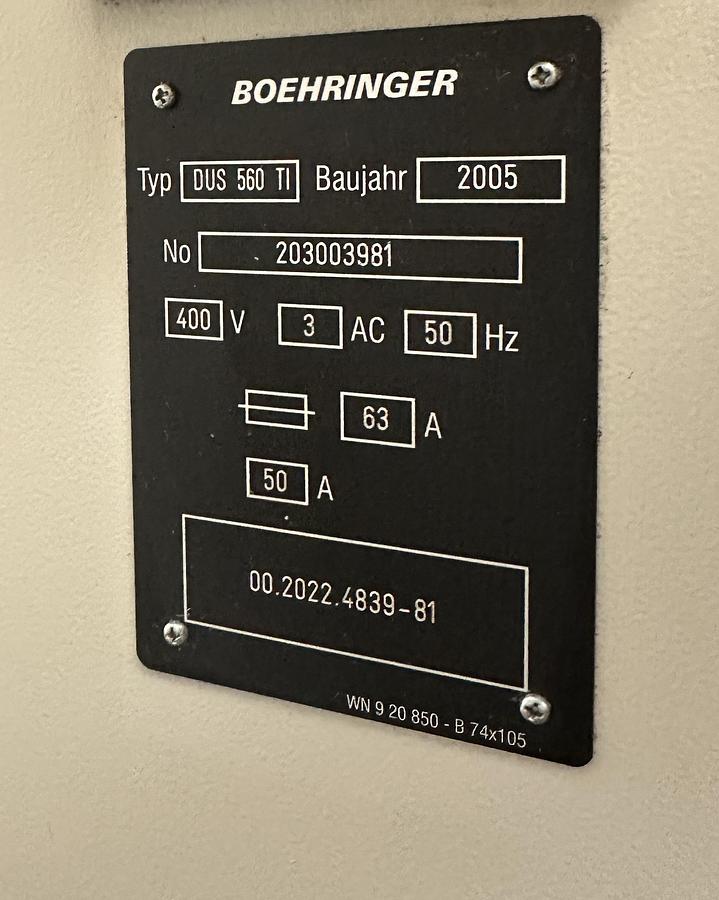 BOEHRINGER
Typ DUS 560 TI Baujahr 2005
No 203003981
400 V 3 AC 50 Hz
63 A
50 A
00.2022.4839-81
WN 9 20 850 - B 74x105